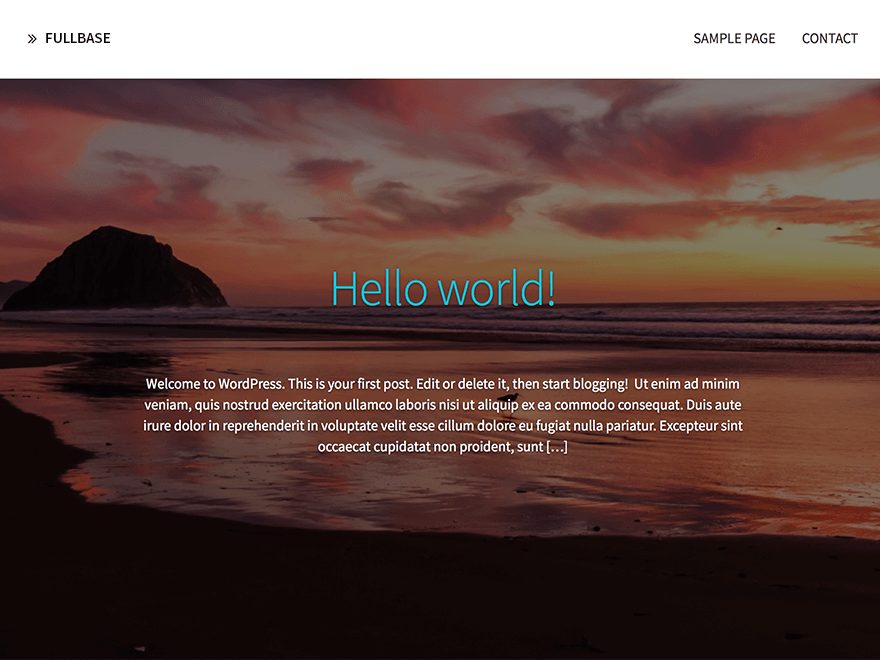 FULLBASE
SAMPLE PAGE CONTACT
Hello world!
Welcome to WordPress. This is your first post. Edit or delete it, then start blogging! Ut enim ad minim
veniam, quis nostrud exercitation ullamco laboris nisi ut aliquip ex ea commodo consequat. Duis aute
irure dolor in reprehenderit in voluptate velit esse cillum dolore eu fugiat nulla pariatur. Excepteur sint
occaecat cupidatat non proident, sunt […]